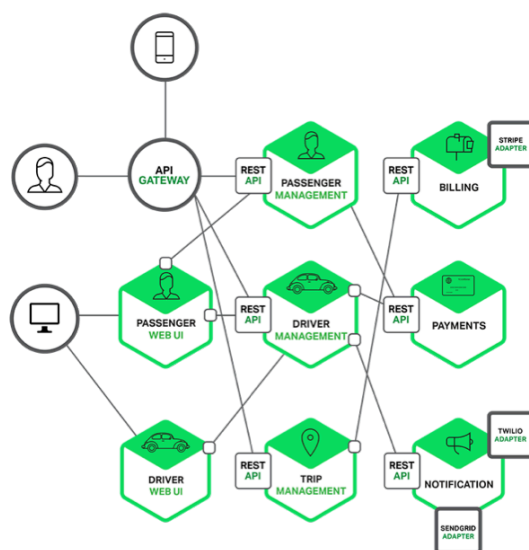 API
GATEWAY
REST
API
PASSENGER
MANAGEMENT
REST
API
BILLING
STRIPE
ADAPTER
PASSENGER
WEB UI
REST
API
DRIVER
MANAGEMENT
REST
API
PAYMENTS
DRIVER
WEB UI
REST
API
TRIP
MANAGEMENT
REST
API
NOTIFICATION
TWILIO
ADAPTER
SENDGRID
ADAPTER